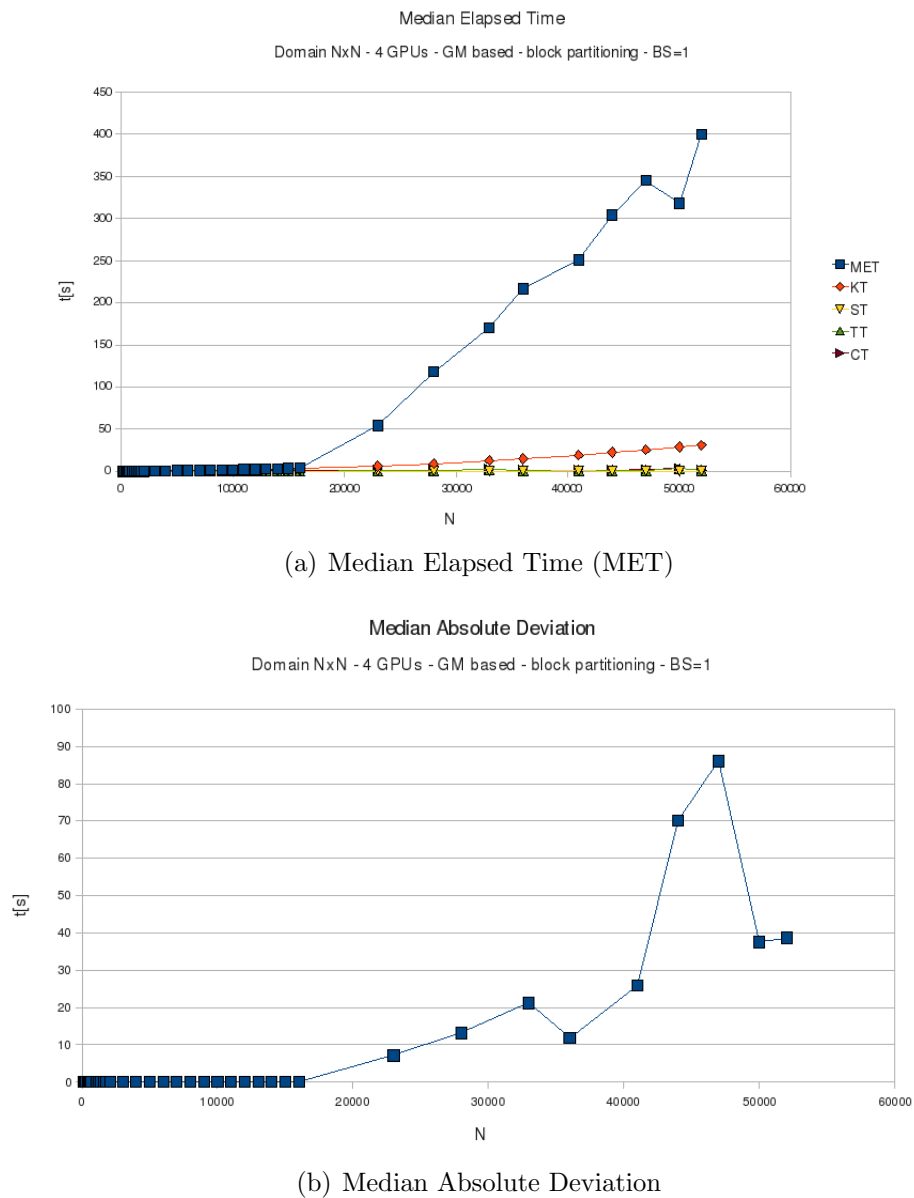 Median Elapsed Time
Domain NxN - 4 GPUs - GM based - block partitioning - BS=1
450
400
350
300
250
200
150
100
50
0
t[s]
0 10000 20000 30000 40000 50000 60000
N
MET
KT
ST
TT
CT
(a) Median Elapsed Time (MET)
Median Absolute Deviation
Domain NxN - 4 GPUs - GM based - block partitioning - BS=1
100
90
80
70
60
50
40
30
20
10
0
t[s]
0 10000 20000 30000 40000 50000 60000
N
(b) Median Absolute Deviation